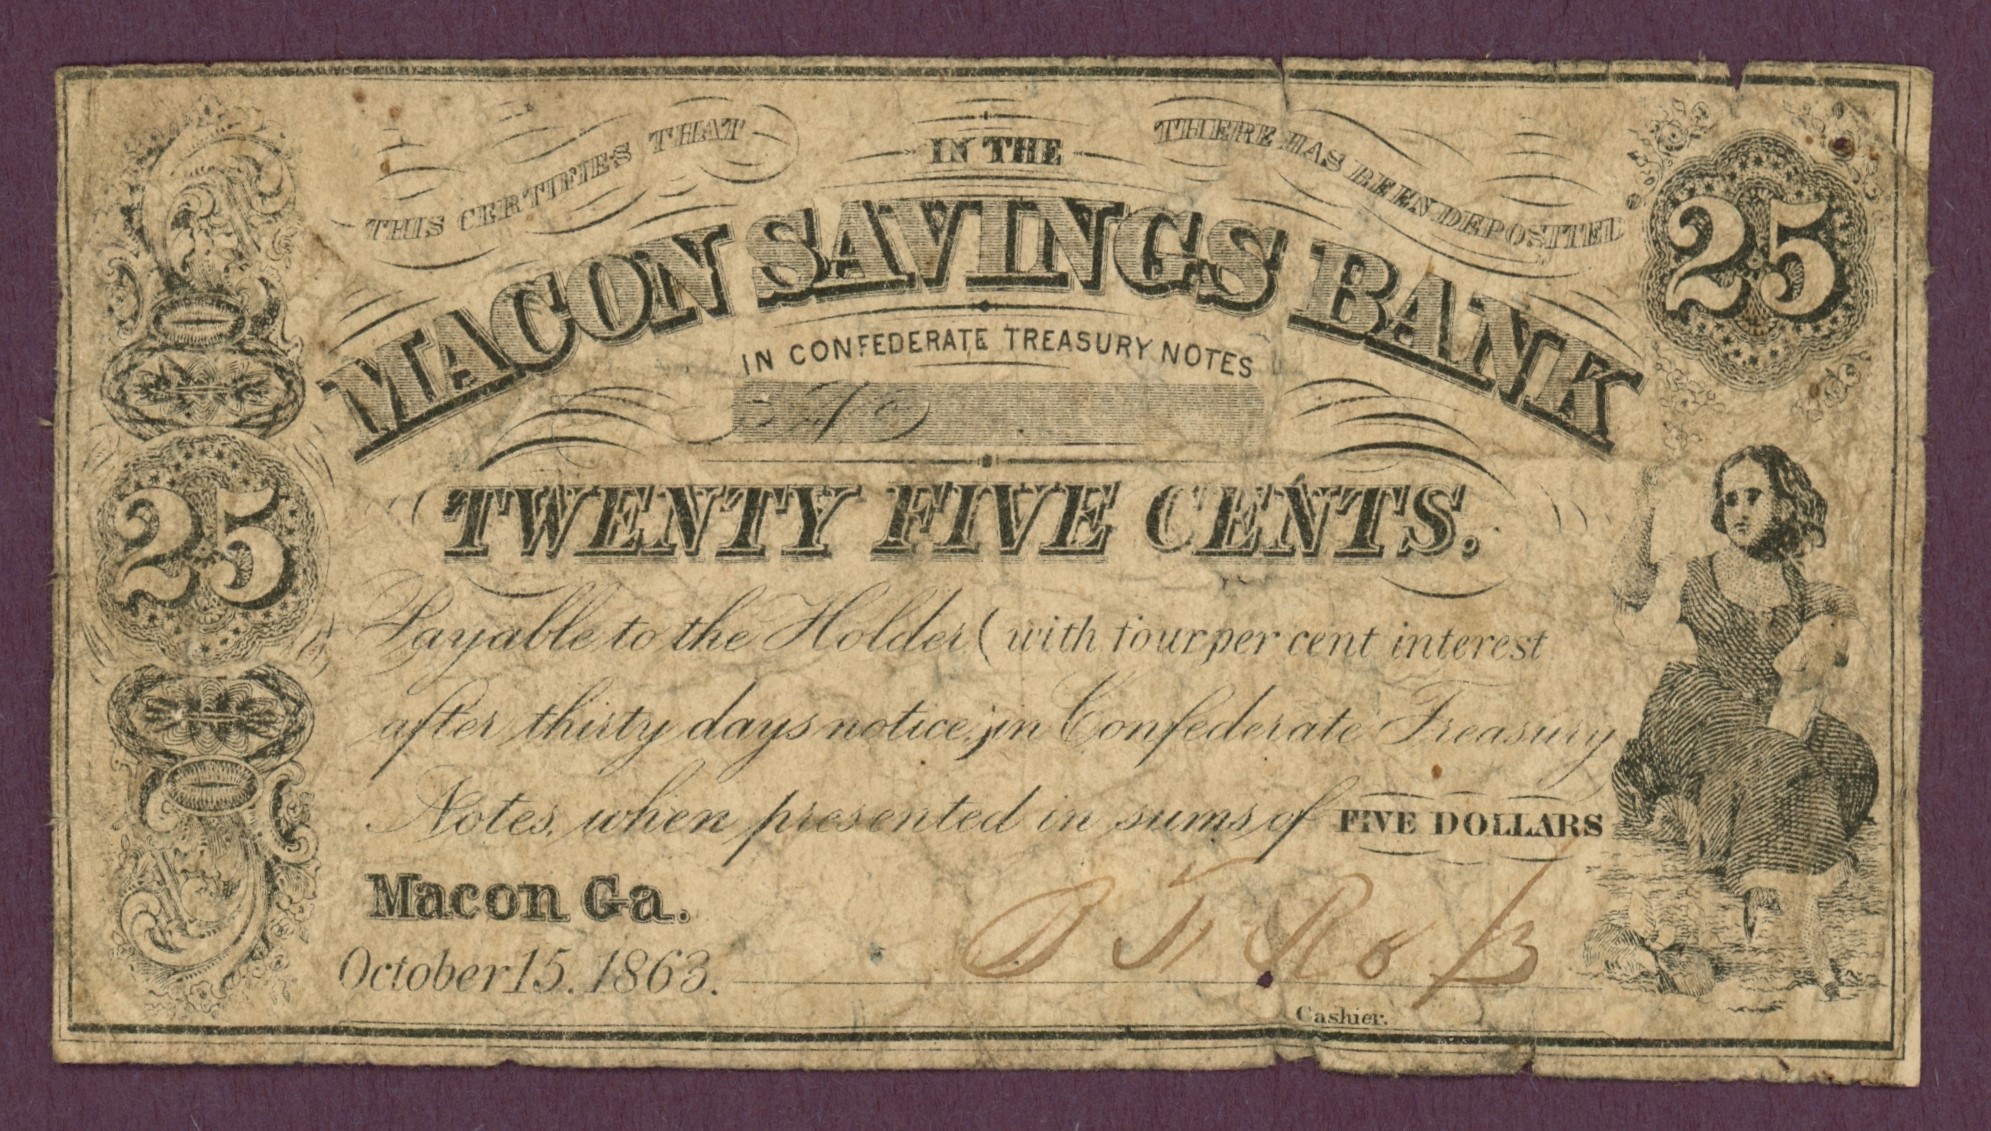 THIS CERTIFIES THAT THERE HAS BEEN DEPOSITED
IN THE
MACON SAVINGS BANK
IN CONFEDERATE TREASURY NOTES
25
25
TWENTY FIVE CENTS.
Payable to the Holder (with four per cent interest
after thirty days notice,) in Confederate Treasury
Notes, when presented in sums of FIVE DOLLARS
Macon Ga.
October 15. 1863.
Cashier.